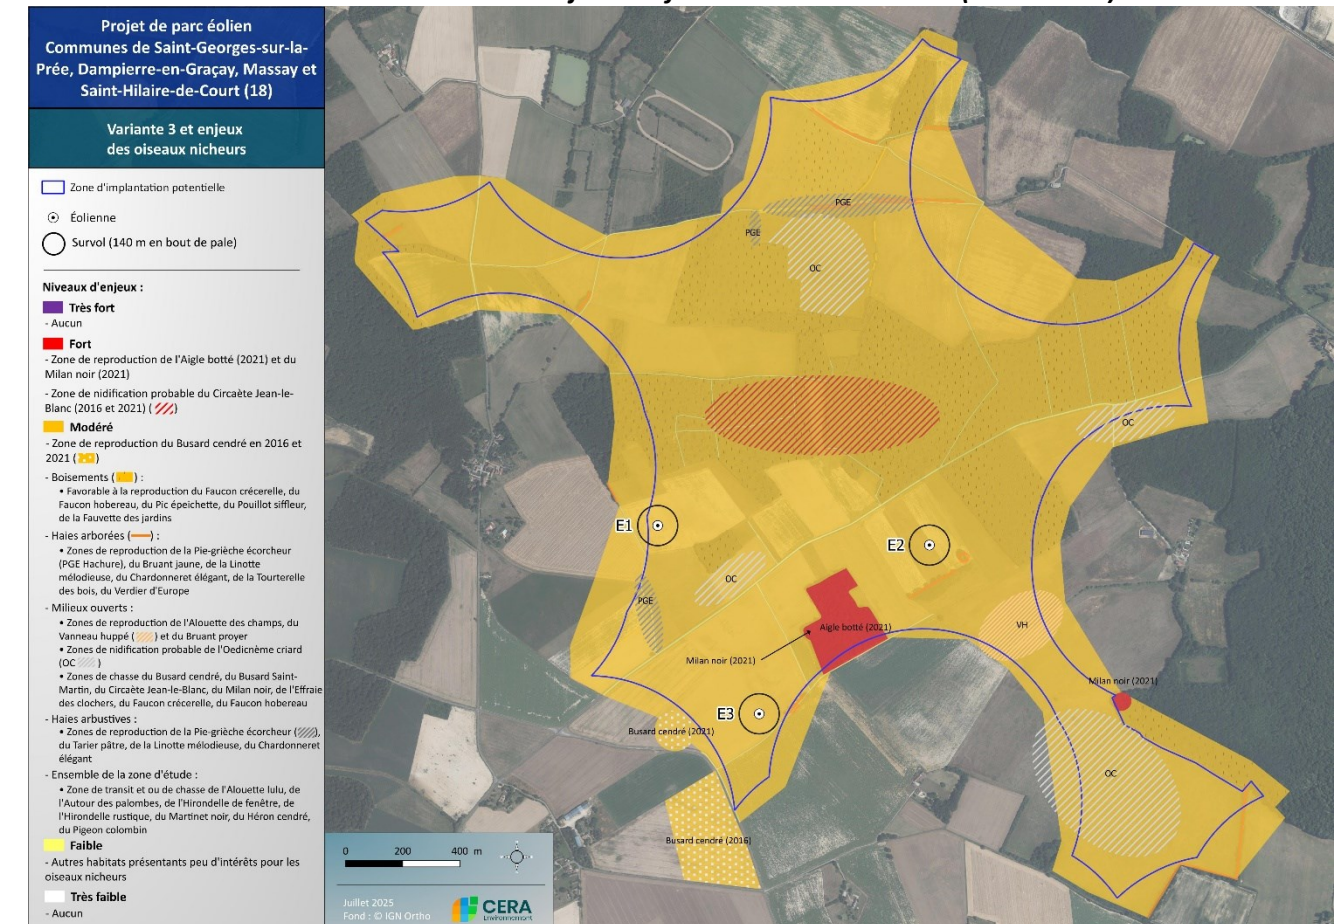 Projet de parc éolien
Communes de Saint-Georges-sur-la-
Prée, Dampierre-en-Graçay, Massay et
Saint-Hilaire-de-Court (18)
Variante 3 et enjeux
des oiseaux nicheurs
Zone d'implantation potentielle
Éolienne
Survol (140 m en bout de pale)
Niveaux d'enjeux :
Très fort
- Aucun
Fort
- Zone de reproduction de l'Aigle botté (2021) et du
Milan noir (2021)
- Zone de nidification probable du Circaète Jean-le-
Blanc (2016 et 2021) ( )
Modéré
- Zone de reproduction du Busard cendré en 2016 et
2021 ( )
- Boisements ( ) :
• Favorable à la reproduction du Faucon crécerelle, du
Faucon hobereau, du Pic épeichette, du Pouillot siffleur,
de la Fauvette des jardins
- Haies arborées ( ) :
• Zones de reproduction de la Pie-grièche écorcheur
(PGE Hachure), du Bruant jaune, de la Linotte
mélodieuse, du Chardonneret élégant, de la Tourterelle
des bois, du Verdier d'Europe
- Milieux ouverts :
• Zones de reproduction de l'Alouette des champs, du
Vanneau huppé ( ) et du Bruant proyer
• Zones de nidification probable de l'Oedicnème criard
(OC )
• Zones de chasse du Busard cendré, du Busard Saint-
Martin, du Circaète Jean-le-Blanc, du Milan noir, de l'Effraie
des clochers, du Faucon crécerelle, du Faucon hobereau
- Haies arbustives :
• Zones de reproduction de la Pie-grièche écorcheur ( ),
du Tarier pâtre, de la Linotte mélodieuse, du Chardonneret
élégant
- Ensemble de la zone d'étude :
• Zone de transit et ou de chasse de l'Alouette lulu, de
l'Autour des palombes, de l'Hirondelle de fenêtre, de
l'Hirondelle rustique, du Martinet noir, du Héron cendré,
du Pigeon colombin
Faible
- Autres habitats présentants peu d'intérêts pour les
oiseaux nicheurs
Très faible
- Aucun
PGE
PGE
OC
OC
E1
E2
OC
PGE
Aigle botté (2021)
VH
Milan noir (2021)
Milan noir (2021)
E3
Busard cendré (2021)
OC
Busard cendré (2016)
0 200 400 m
Juillet 2025
Fond : © IGN Ortho
CERA
Environnement